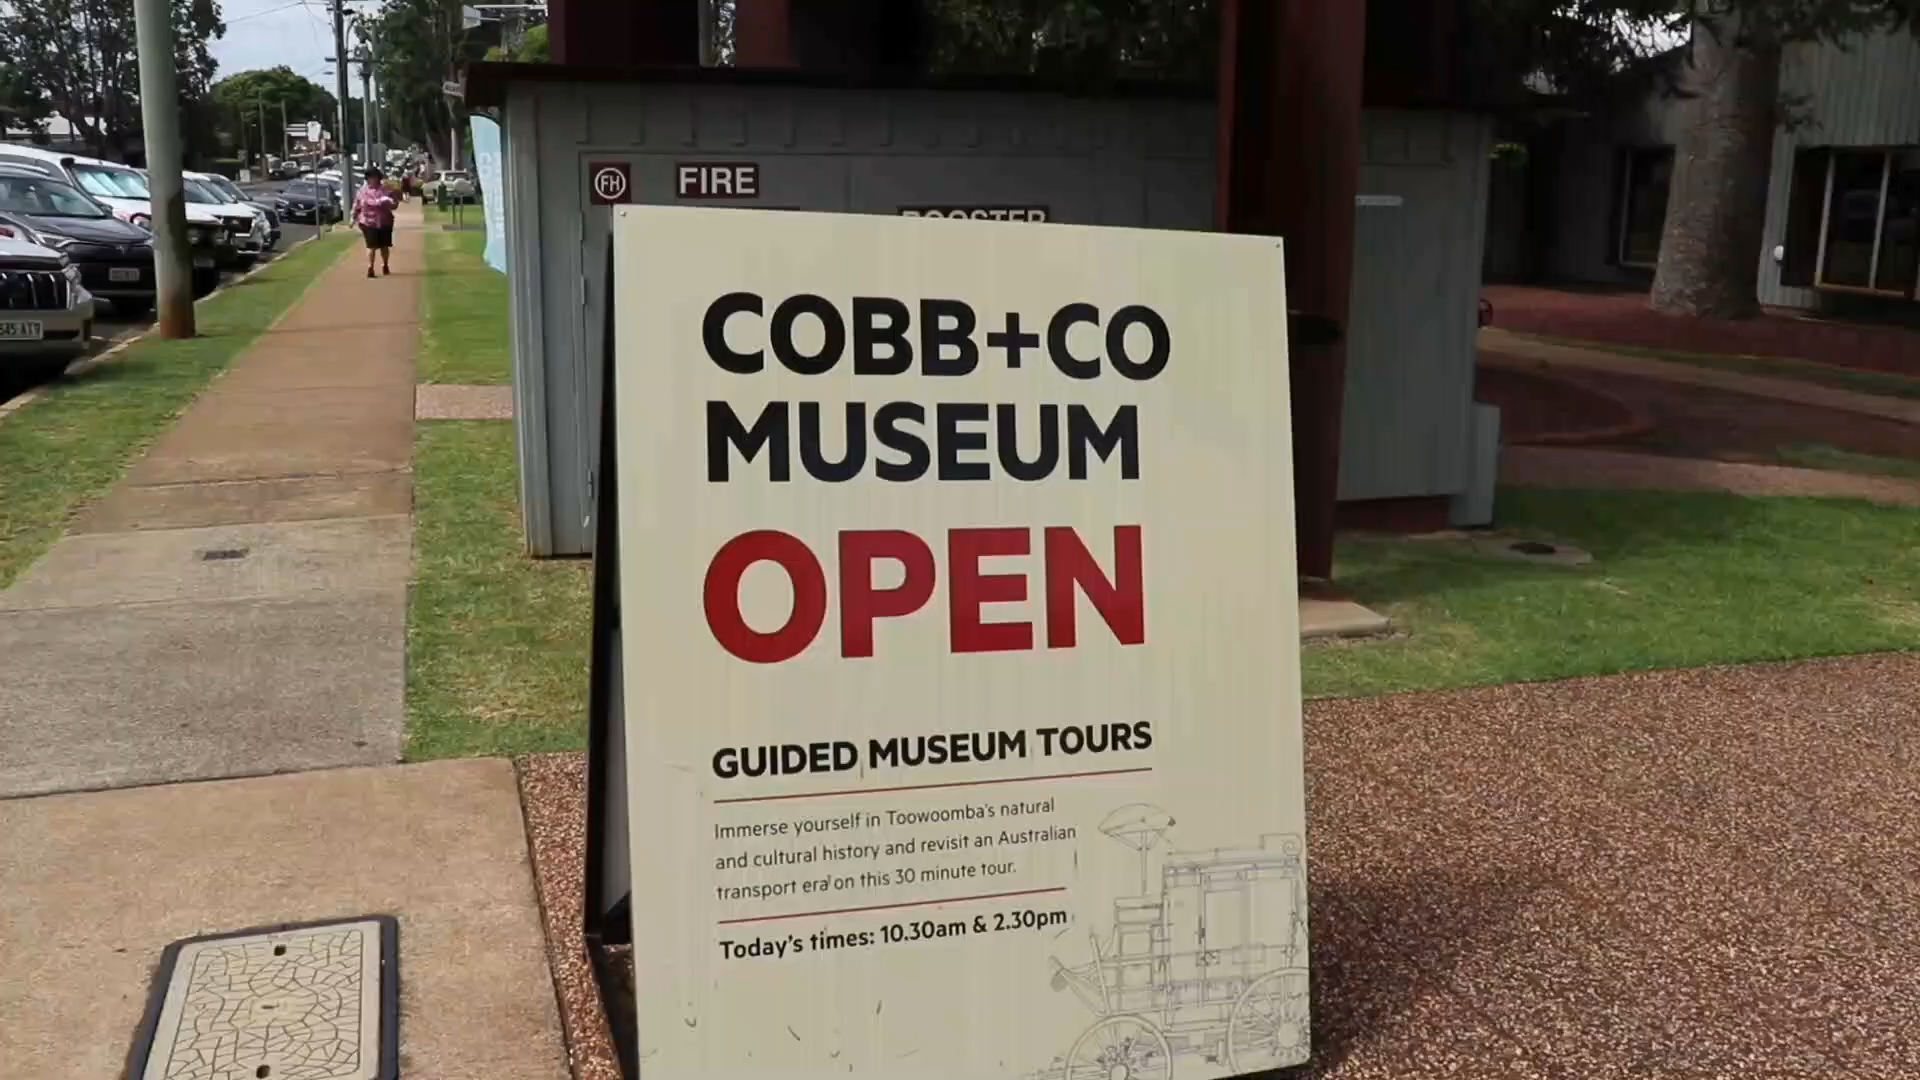 FH FIRE
BOOSTER
COBB+CO
MUSEUM
OPEN
GUIDED MUSEUM TOURS
Immerse yourself in Toowoomba's natural
and cultural history and revisit an Australian
transport era on this 30 minute tour.
Today's times: 10.30am & 2.30pm